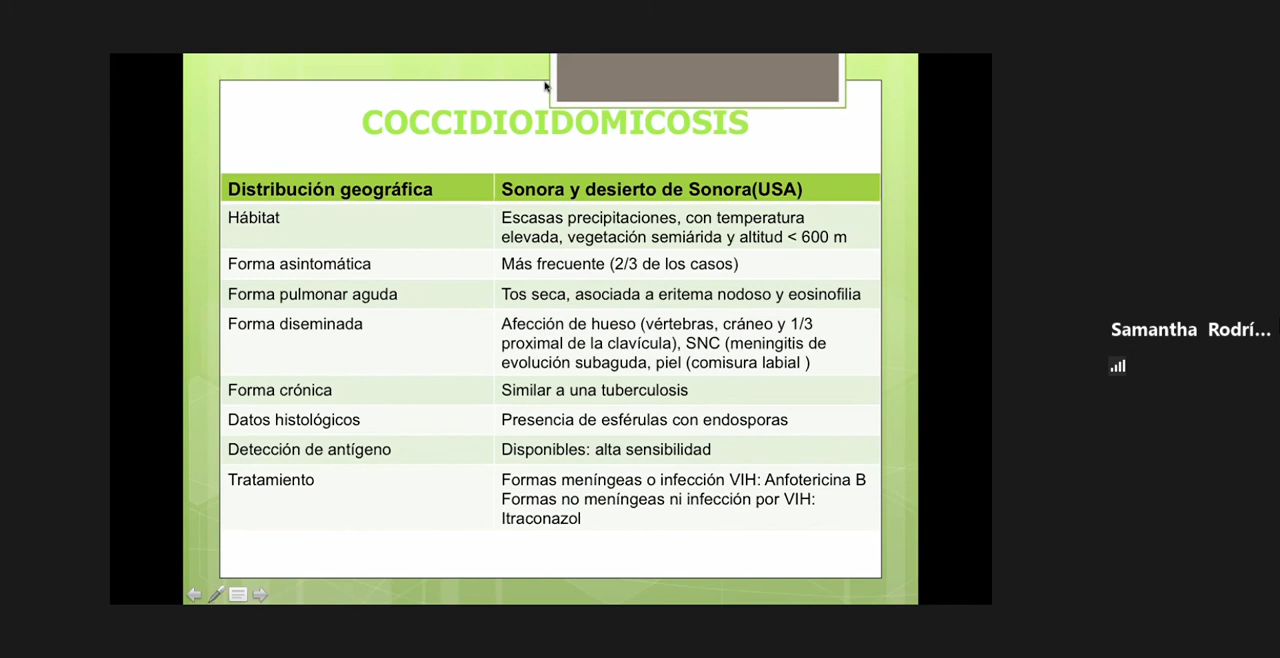 COCCIDIOIDOMICOSIS
Distribución geográfica
Sonora y desierto de Sonora(USA)
Hábitat
Escasas precipitaciones, con temperatura
elevada, vegetación semiárida y altitud < 600 m
Forma asintomática
Más frecuente (2/3 de los casos)
Forma pulmonar aguda
Tos seca, asociada a eritema nodoso y eosinofilia
Forma diseminada
Afección de hueso (vértebras, cráneo y 1/3
proximal de la clavícula), SNC (meningitis de
evolución subaguda, piel (comisura labial )
Forma crónica
Similar a una tuberculosis
Datos histológicos
Presencia de esférulas con endosporas
Detección de antígeno
Disponibles: alta sensibilidad
Tratamiento
Formas meníngeas o infección VIH: Anfotericina B
Formas no meníngeas ni infección por VIH:
Itraconazol
Samantha Rodrí...